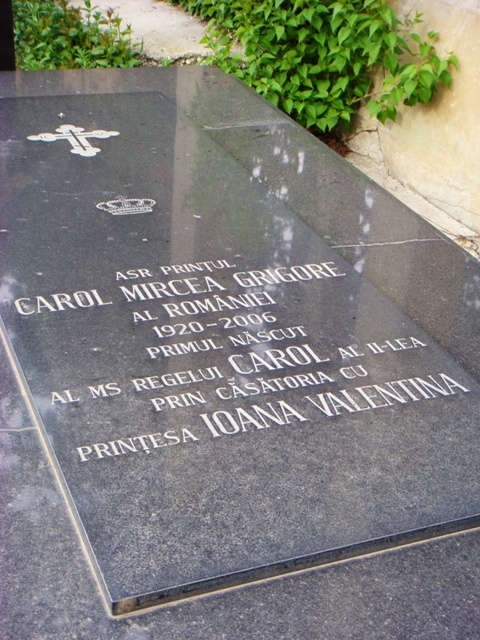 ASR PRINȚUL
CAROL MIRCEA GRIGORE
AL ROMÂNIEI
1920-2006
PRIMUL NĂSCUT
AL MS REGELUI CAROL AL II-LEA
PRIN CĂSĂTORIA CU
PRINȚESA IOANA VALENTINA